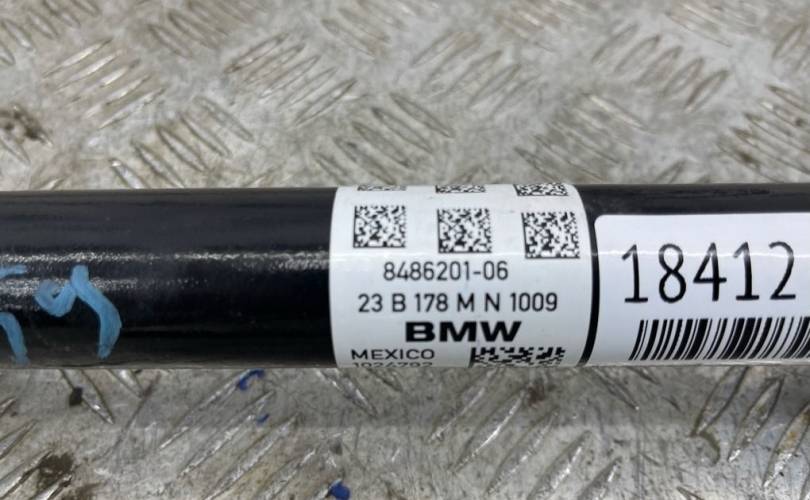 8486201-06
23 B 178 M N 1009
BMW
MEXICO
18412